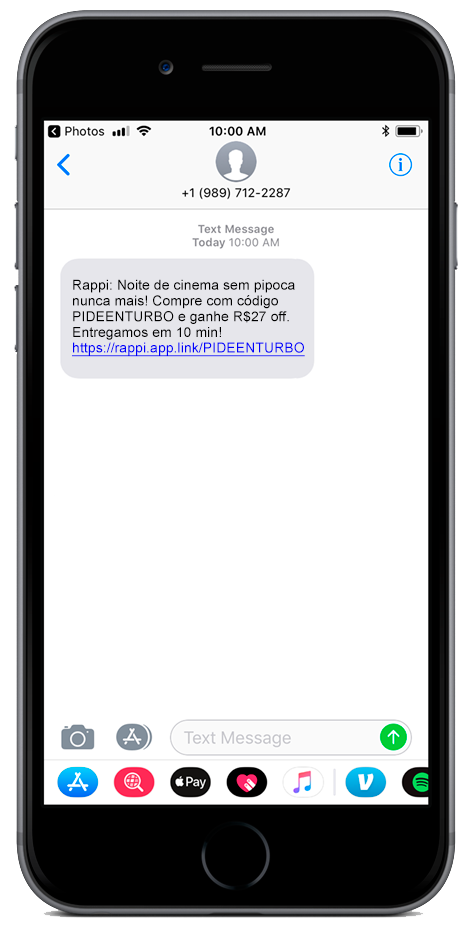 Photos
10:00 AM
+1 (989) 712-2287
Text Message
Today 10:00 AM
Rappi: Noite de cinema sem pipoca
nunca mais! Compre com código
PIDEENTURBO e ganhe R$27 off.
Entregamos em 10 min!
https://rappi.app.link/PIDEENTURBO
Text Message
Pay